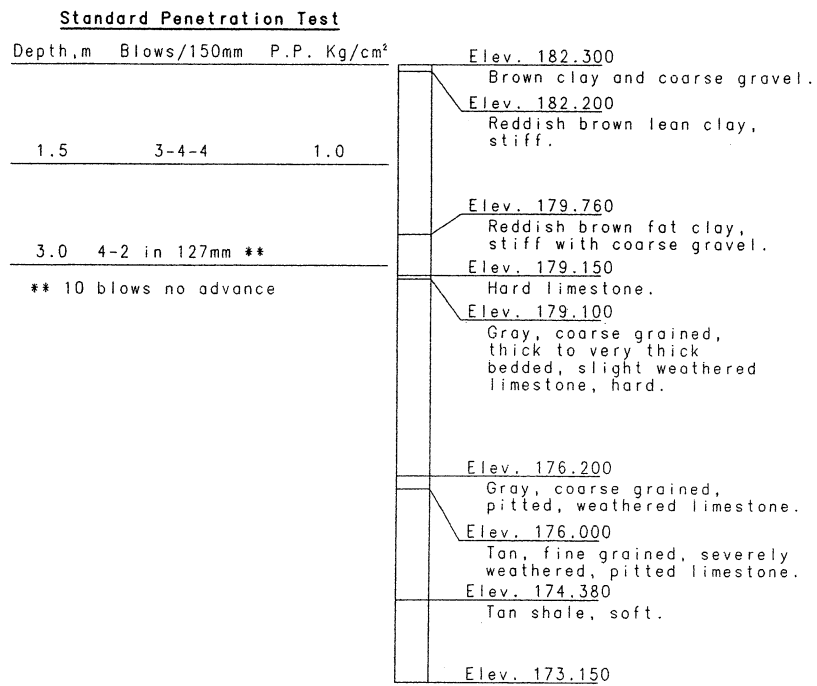 Standard Penetration Test
Depth,m Blows/150mm P.P. Kg/cm²
1.5 3-4-4 1.0
3.0 4-2 in 127mm **
** 10 blows no advance
Elev. 182.300
Brown clay and coarse gravel.
Elev. 182.200
Reddish brown lean clay,
stiff.
Elev. 179.760
Reddish brown fat clay,
stiff with coarse gravel.
Elev. 179.150
Hard limestone.
Elev. 179.100
Gray, coarse grained,
thick to very thick
bedded, slight weathered
limestone, hard.
Elev. 176.200
Gray, coarse grained,
pitted, weathered limestone.
Elev. 176.000
Tan, fine grained, severely
weathered, pitted limestone.
Elev. 174.380
Tan shale, soft.
Elev. 173.150